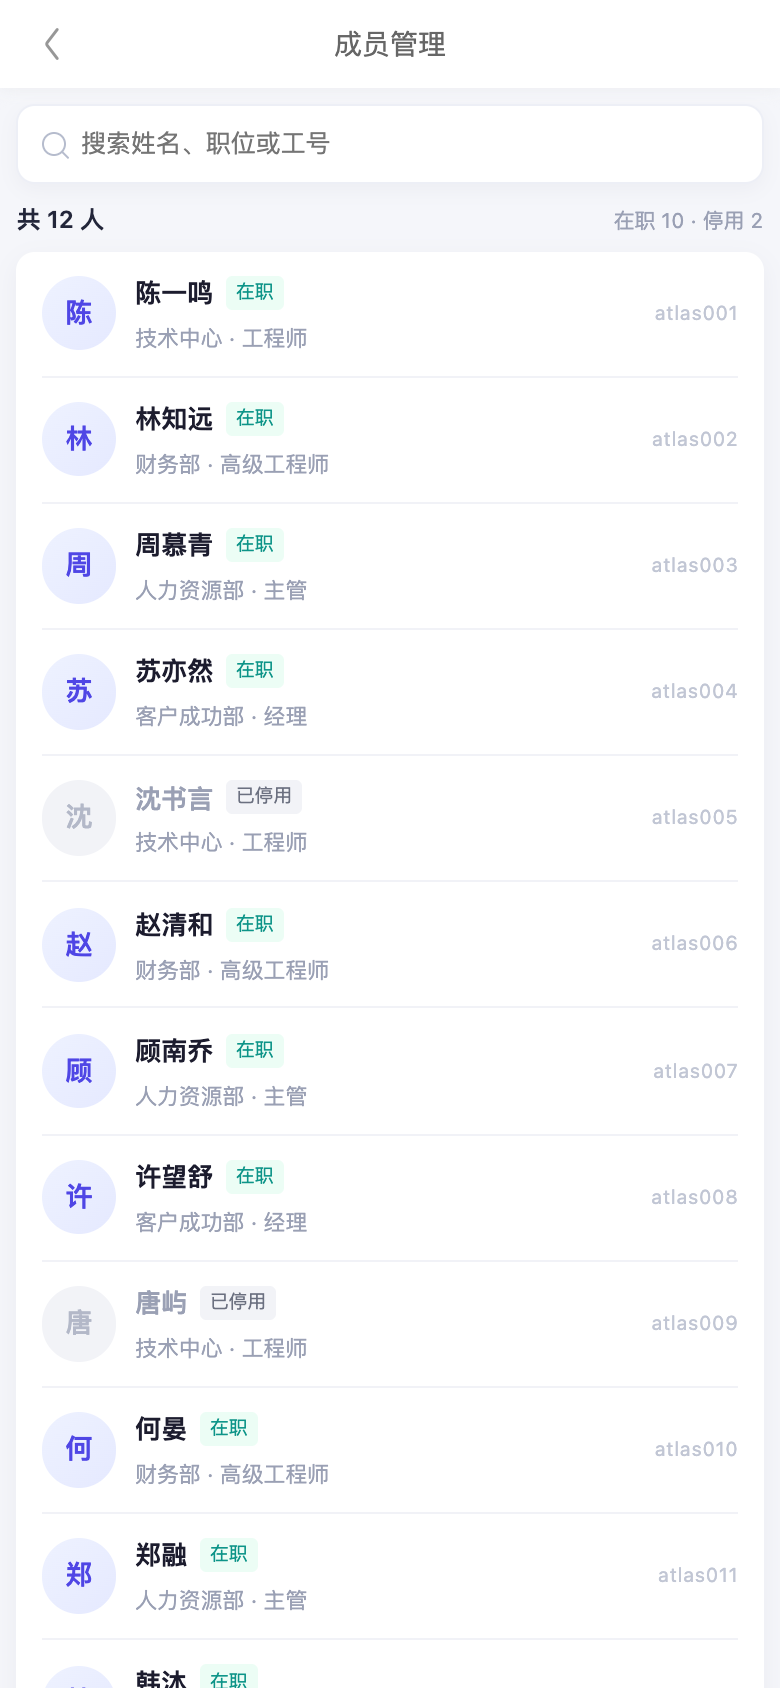 成员管理
搜索姓名、职位或工号
共 12 人
在职 10 · 停用 2
陈
陈一鸣 在职
技术中心 · 工程师
atlas001
林
林知远 在职
财务部 · 高级工程师
atlas002
周
周慕青 在职
人力资源部 · 主管
atlas003
苏
苏亦然 在职
客户成功部 · 经理
atlas004
沈
沈书言 已停用
技术中心 · 工程师
atlas005
赵
赵清和 在职
财务部 · 高级工程师
atlas006
顾
顾南乔 在职
人力资源部 · 主管
atlas007
许
许望舒 在职
客户成功部 · 经理
atlas008
唐
唐屿 已停用
技术中心 · 工程师
atlas009
何
何晏 在职
财务部 · 高级工程师
atlas010
郑
郑融 在职
人力资源部 · 主管
atlas011
韩沐 在职